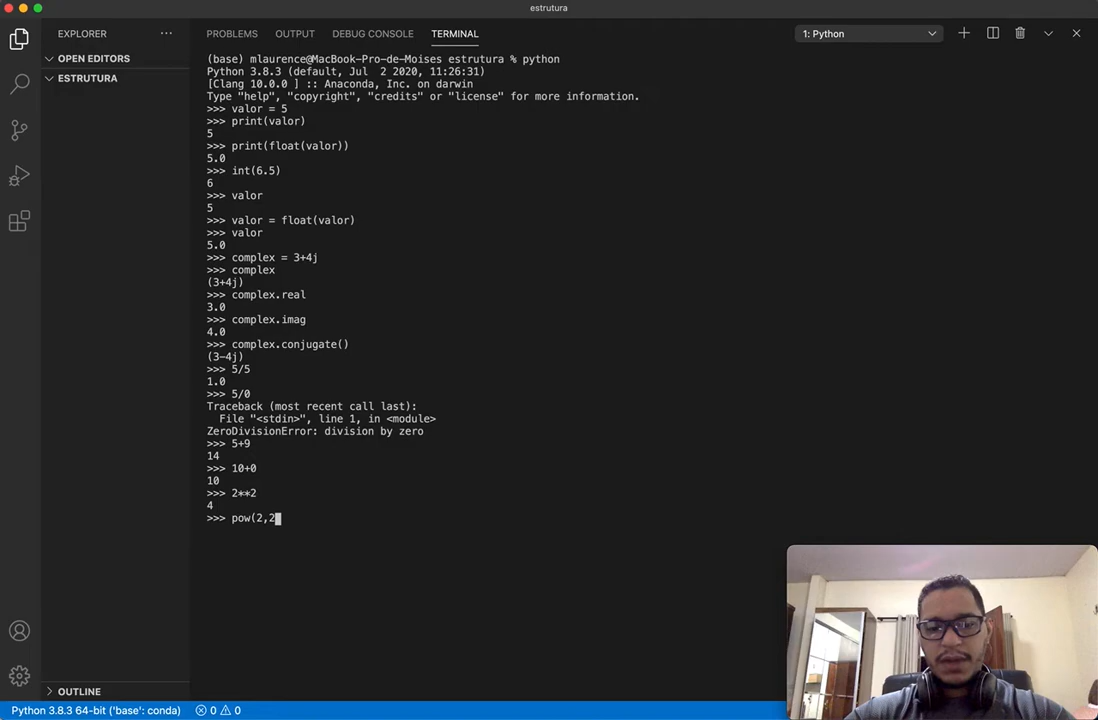 estrutura
EXPLORER
OPEN EDITORS
ESTRUTURA
OUTLINE
PROBLEMS OUTPUT DEBUG CONSOLE TERMINAL
1: Python
(base) mlaurence@MacBook-Pro-de-Moises estrutura % python
Python 3.8.3 (default, Jul  2 2020, 11:26:31)
[Clang 10.0.0 ] :: Anaconda, Inc. on darwin
Type "help", "copyright", "credits" or "license" for more information.
>>> valor = 5
>>> print(valor)
5
>>> print(float(valor))
5.0
>>> int(6.5)
6
>>> valor
5
>>> valor = float(valor)
>>> valor
5.0
>>> complex = 3+4j
>>> complex
(3+4j)
>>> complex.real
3.0
>>> complex.imag
4.0
>>> complex.conjugate()
(3-4j)
>>> 5/5
1.0
>>> 5/0
Traceback (most recent call last):
  File "<stdin>", line 1, in <module>
ZeroDivisionError: division by zero
>>> 5+9
14
>>> 10+0
10
>>> 2**2
4
>>> pow(2,2
Python 3.8.3 64-bit ('base': conda) 0 0